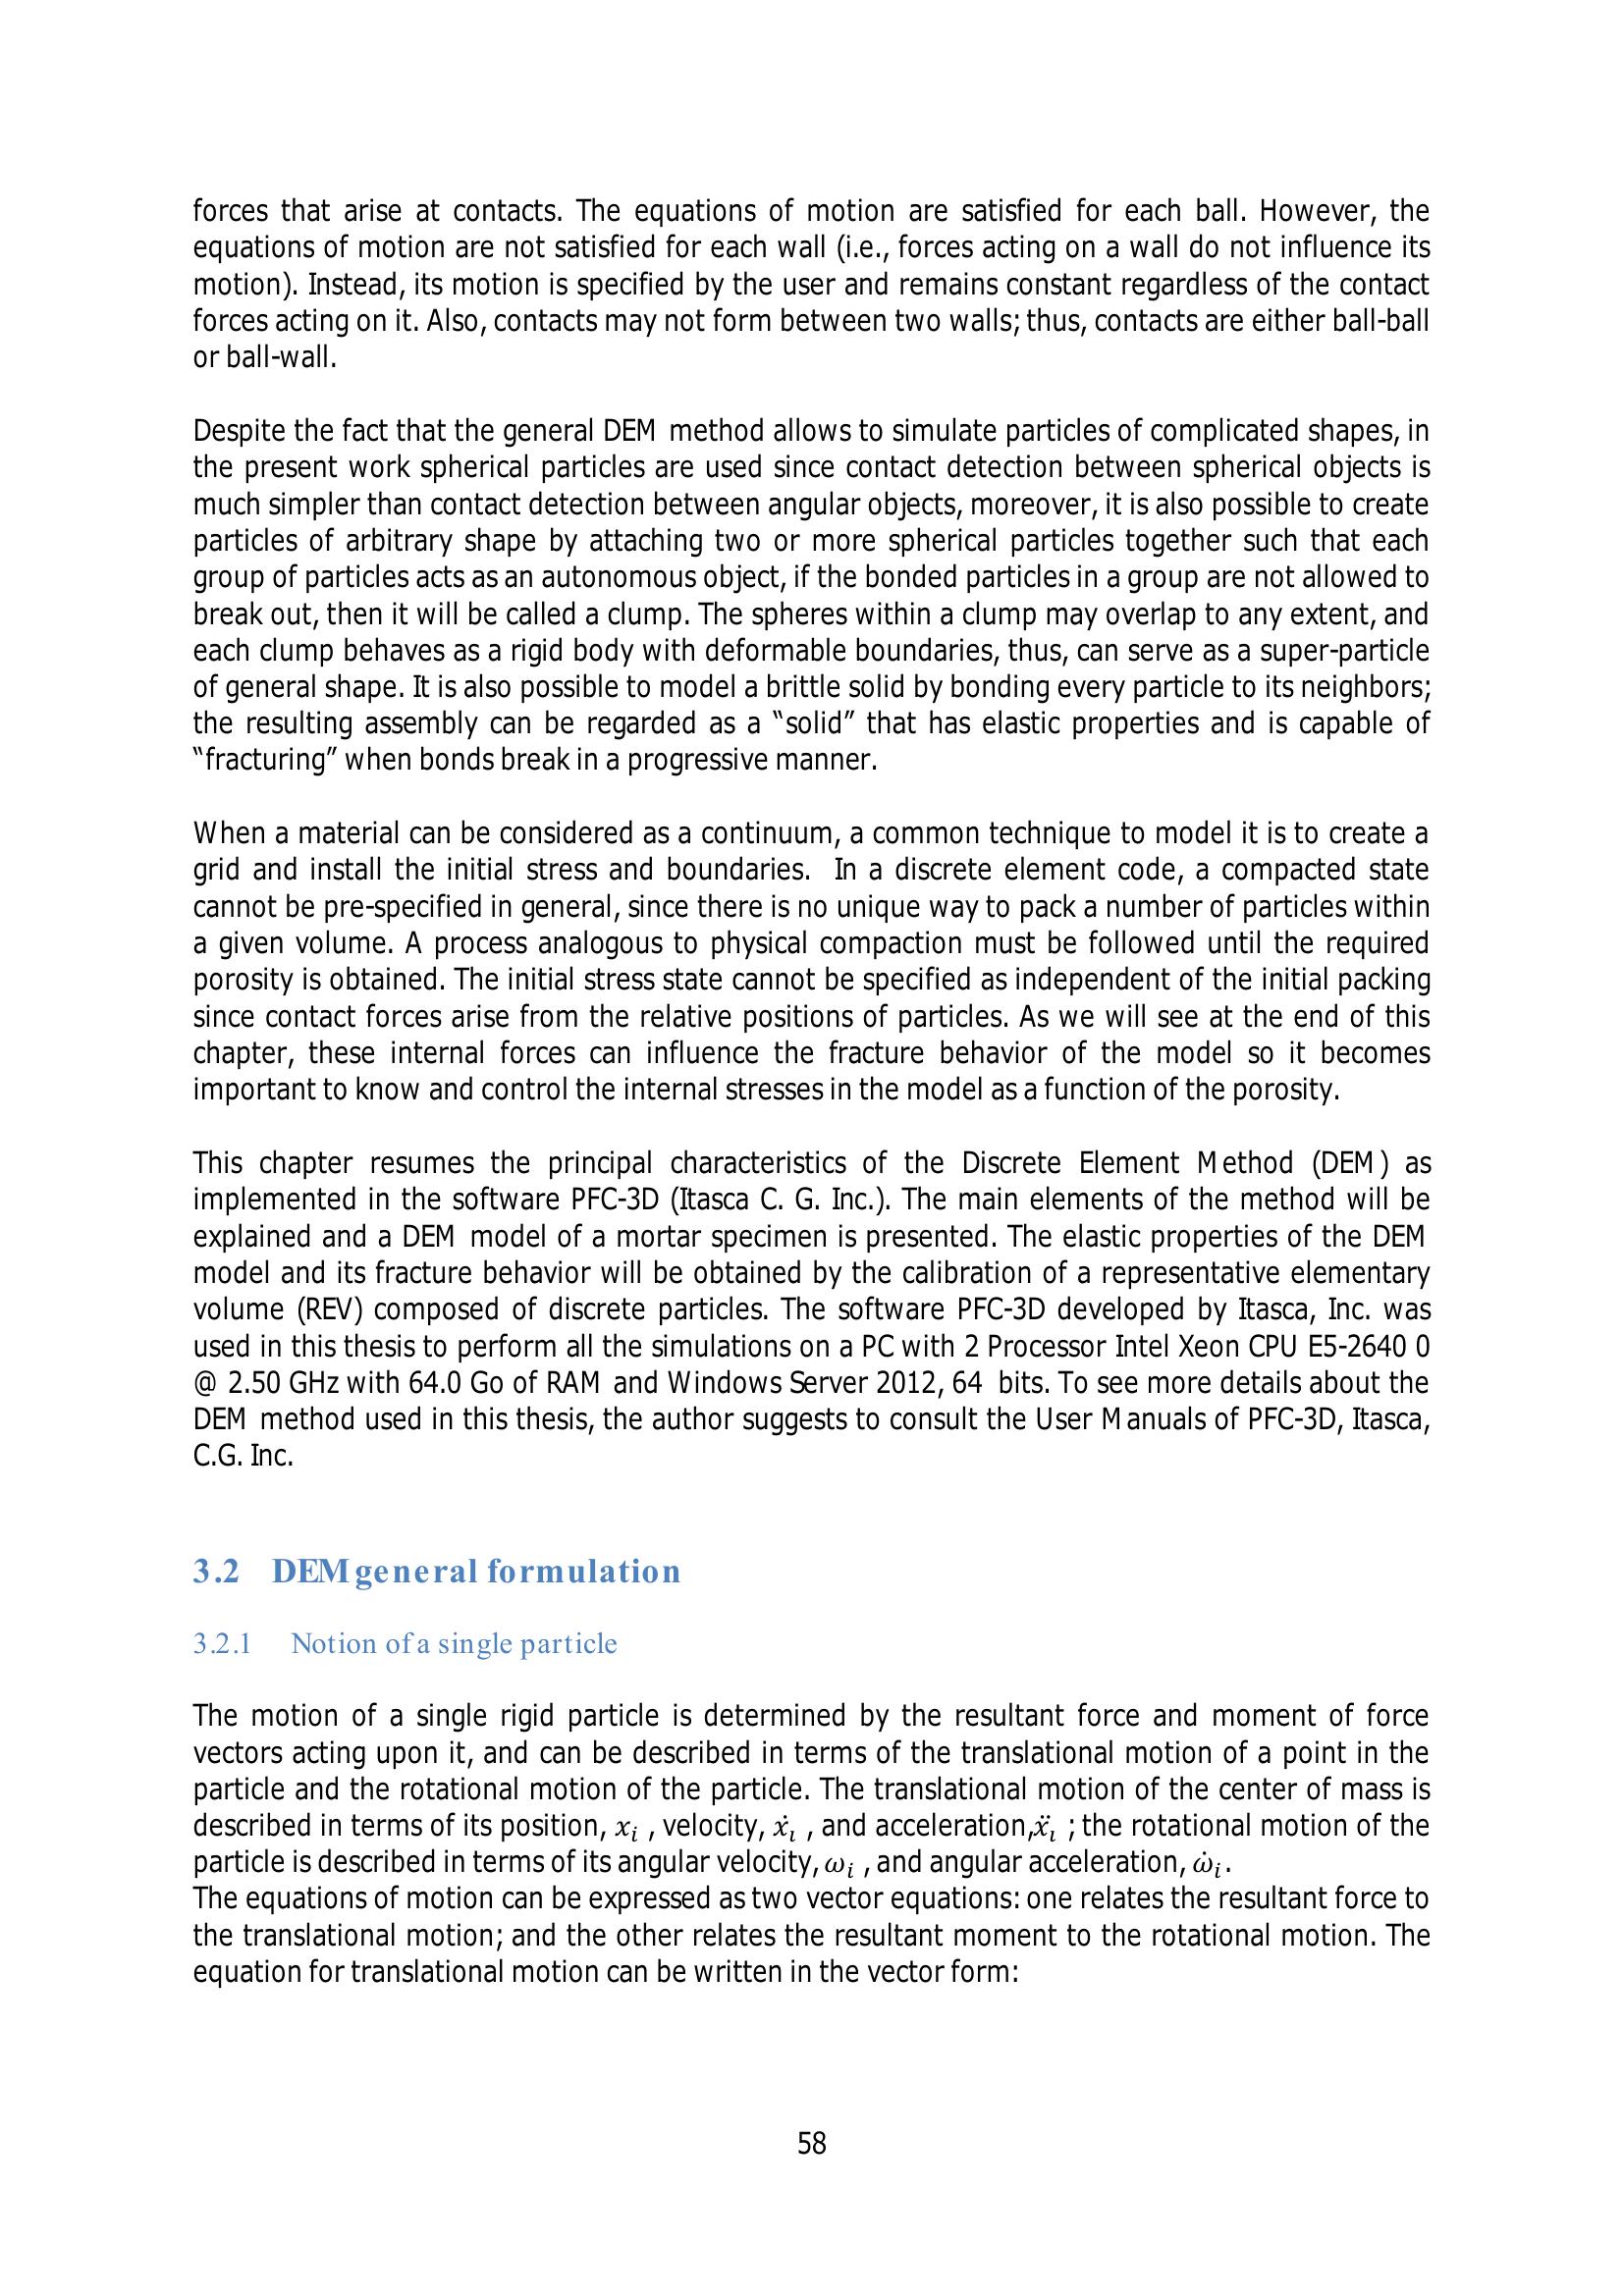 forces that arise at contacts. The equations of motion are satisfied for each ball. However, the
equations of motion are not satisfied for each wall (i.e., forces acting on a wall do not influence its
motion). Instead, its motion is specified by the user and remains constant regardless of the contact
forces acting on it. Also, contacts may not form between two walls; thus, contacts are either ball-ball
or ball-wall.
Despite the fact that the general DEM method allows to simulate particles of complicated shapes, in
the present work spherical particles are used since contact detection between spherical objects is
much simpler than contact detection between angular objects, moreover, it is also possible to create
particles of arbitrary shape by attaching two or more spherical particles together such that each
group of particles acts as an autonomous object, if the bonded particles in a group are not allowed to
break out, then it will be called a clump. The spheres within a clump may overlap to any extent, and
each clump behaves as a rigid body with deformable boundaries, thus, can serve as a super-particle
of general shape. It is also possible to model a brittle solid by bonding every particle to its neighbors;
the resulting assembly can be regarded as a “solid” that has elastic properties and is capable of
“fracturing” when bonds break in a progressive manner.
When a material can be considered as a continuum, a common technique to model it is to create a
grid and install the initial stress and boundaries. In a discrete element code, a compacted state
cannot be pre-specified in general, since there is no unique way to pack a number of particles within
a given volume. A process analogous to physical compaction must be followed until the required
porosity is obtained. The initial stress state cannot be specified as independent of the initial packing
since contact forces arise from the relative positions of particles. As we will see at the end of this
chapter, these internal forces can influence the fracture behavior of the model so it becomes
important to know and control the internal stresses in the model as a function of the porosity.
This chapter resumes the principal characteristics of the Discrete Element Method (DEM) as
implemented in the software PFC-3D (Itasca C. G. Inc.). The main elements of the method will be
explained and a DEM model of a mortar specimen is presented. The elastic properties of the DEM
model and its fracture behavior will be obtained by the calibration of a representative elementary
volume (REV) composed of discrete particles. The software PFC-3D developed by Itasca, Inc. was
used in this thesis to perform all the simulations on a PC with 2 Processor Intel Xeon CPU E5-2640 0
@ 2.50 GHz with 64.0 Go of RAM and Windows Server 2012, 64 bits. To see more details about the
DEM method used in this thesis, the author suggests to consult the User Manuals of PFC-3D, Itasca,
C.G. Inc.
3.2 DEM general formulation
3.2.1 Notion of a single particle
The motion of a single rigid particle is determined by the resultant force and moment of force
vectors acting upon it, and can be described in terms of the translational motion of a point in the
particle and the rotational motion of the particle. The translational motion of the center of mass is
described in terms of its position, xᵢ , velocity, ẋᵢ , and acceleration,ẍᵢ ; the rotational motion of the
particle is described in terms of its angular velocity, ωᵢ , and angular acceleration, ω̇ᵢ.
The equations of motion can be expressed as two vector equations: one relates the resultant force to
the translational motion; and the other relates the resultant moment to the rotational motion. The
equation for translational motion can be written in the vector form:
58